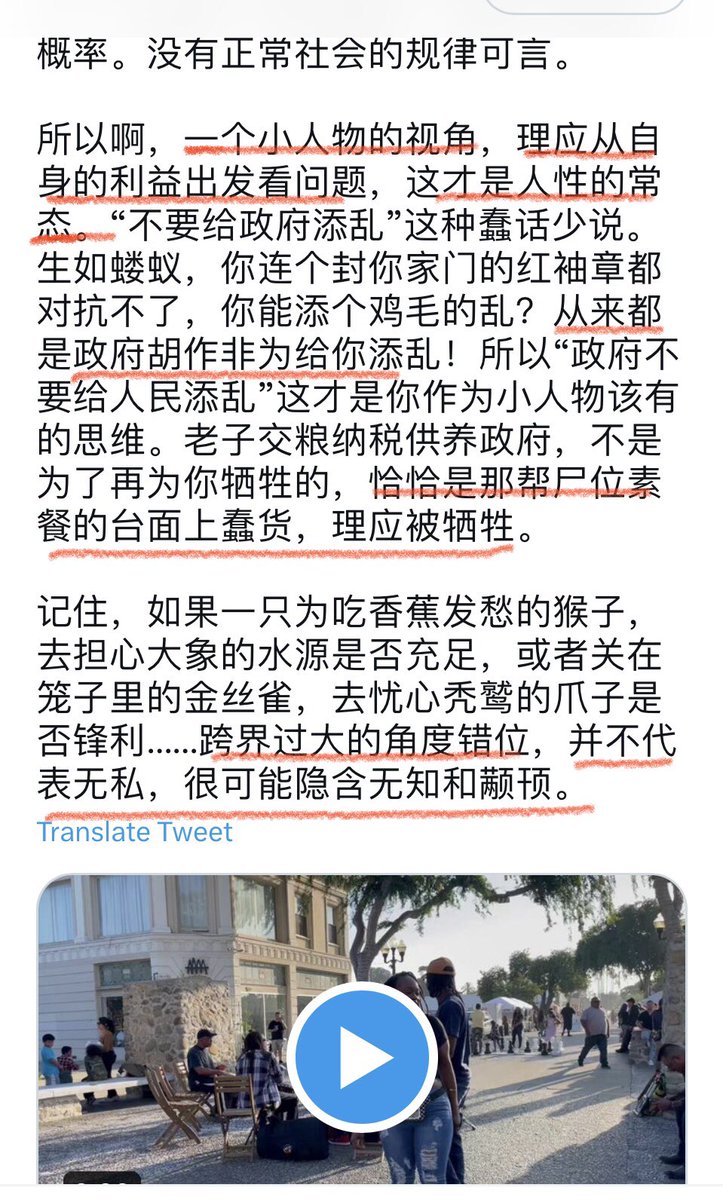 概率。没有正常社会的规律可言。
所以啊，一个小人物的视角，理应从自
身的利益出发看问题，这才是人性的常
态。“不要给政府添乱”这种蠢话少说。
生如蝼蚁，你连个封你家门的红袖章都
对抗不了，你能添个鸡毛的乱？从来都
是政府胡作非为给你添乱！所以“政府不
要给人民添乱”这才是你作为小人物该有
的思维。老子交粮纳税供养政府，不是
为了再为你牺牲的，恰恰是那帮尸位素
餐的台面上蠢货，理应被牺牲。
记住，如果一只为吃香蕉发愁的猴子，
去担心大象的水源是否充足，或者关在
笼子里的金丝雀，去忧心秃鹫的爪子是
否锋利......跨界过大的角度错位，并不代
表无私，很可能隐含无知和颟顸。
Translate Tweet